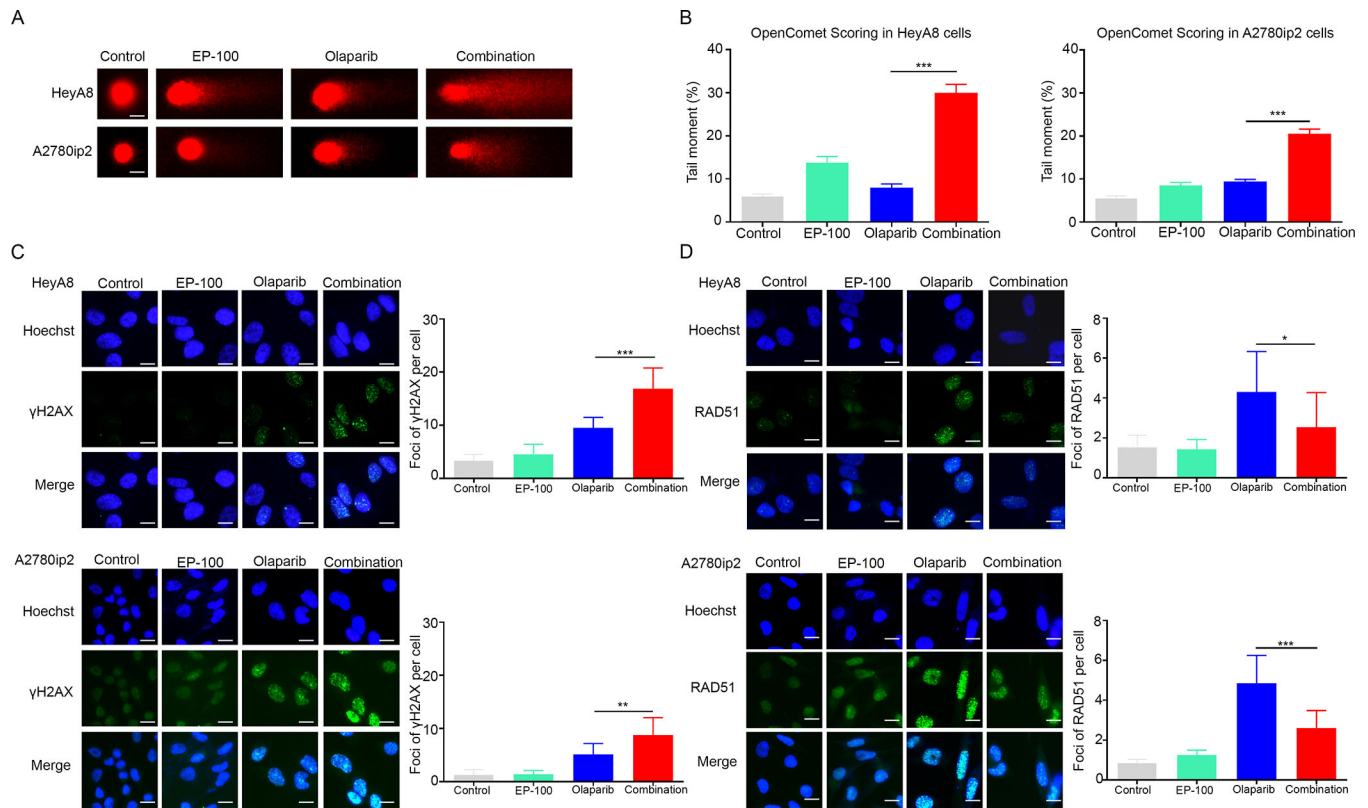 A
Control EP-100 Olaparib Combination
HeyA8
A2780ip2
B
OpenComet Scoring in HeyA8 cells
Tail moment (%)
40
30
20
10
0
***
Control EP-100 Olaparib Combination
OpenComet Scoring in A2780ip2 cells
Tail moment (%)
40
30
20
10
0
***
Control EP-100 Olaparib Combination
C
HeyA8 Control EP-100 Olaparib Combination
Hoechst
γH2AX
Merge
Foci of γH2AX per cell
30
20
10
0
***
Control EP-100 Olaparib Combination
A2780ip2 Control EP-100 Olaparib Combination
Hoechst
γH2AX
Merge
Foci of γH2AX per cell
30
20
10
0
**
Control EP-100 Olaparib Combination
D
HeyA8 Control EP-100 Olaparib Combination
Hoechst
RAD51
Merge
Foci of RAD51 per cell
8
6
4
2
0
*
Control EP-100 Olaparib Combination
A2780ip2 Control EP-100 Olaparib Combination
Hoechst
RAD51
Merge
Foci of RAD51 per cell
8
6
4
2
0
***
Control EP-100 Olaparib Combination